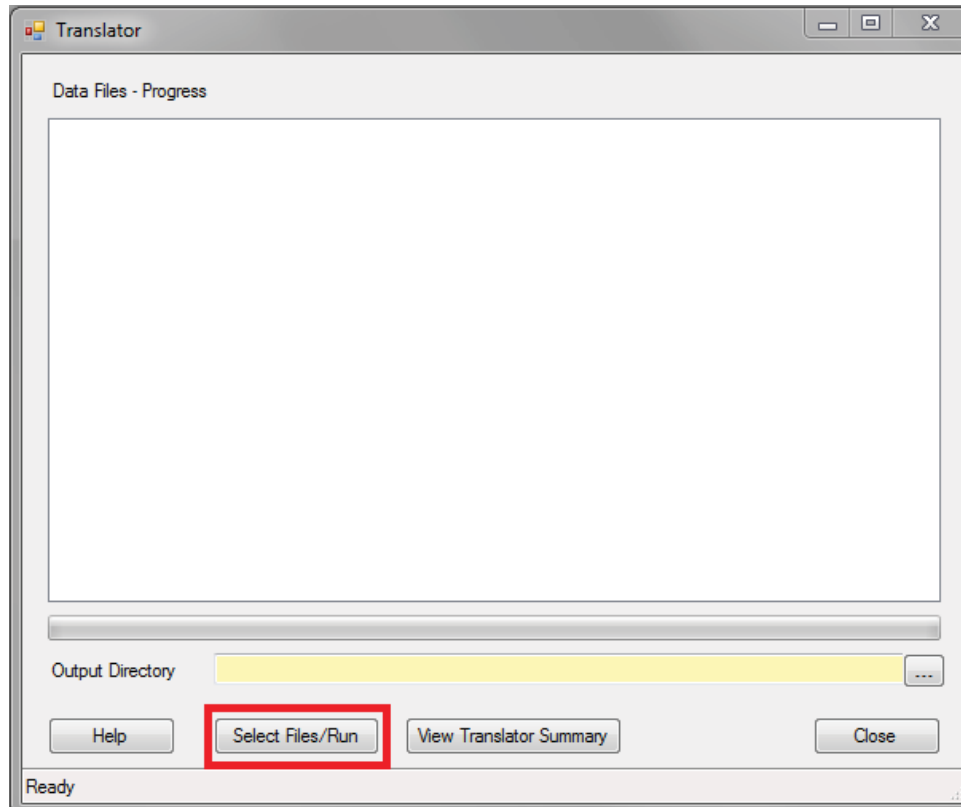 Translator
Data Files - Progress
Output Directory
...
Help
Select Files/Run
View Translator Summary
Close
Ready